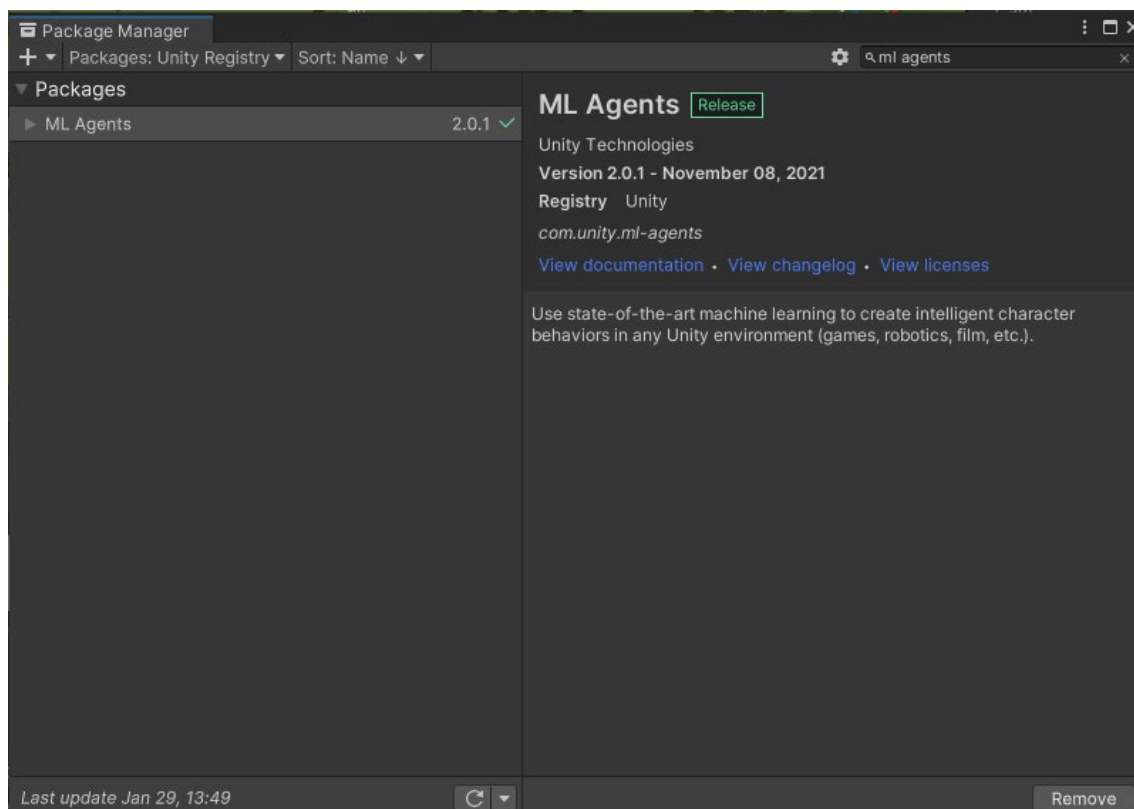 Package Manager
+ Packages: Unity Registry Sort: Name ↓ ml agents ×
Packages
ML Agents 2.0.1 ✓
ML Agents Release
Unity Technologies
Version 2.0.1 - November 08, 2021
Registry Unity
com.unity.ml-agents
View documentation • View changelog • View licenses
Use state-of-the-art machine learning to create intelligent character
behaviors in any Unity environment (games, robotics, film, etc.).
Last update Jan 29, 13:49
Remove